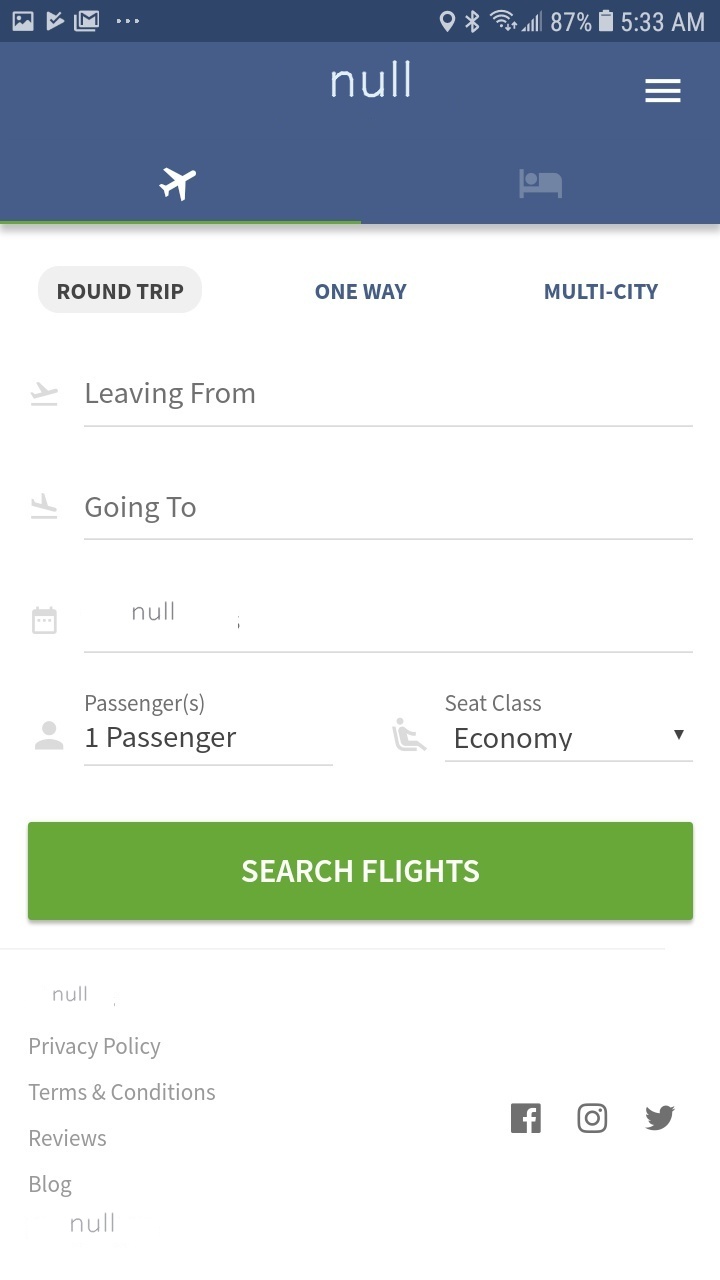 87% 5:33 AM
null
ROUND TRIP ONE WAY MULTI-CITY
Leaving From
Going To
null
Passenger(s) Seat Class
1 Passenger Economy
SEARCH FLIGHTS
null
Privacy Policy
Terms & Conditions
Reviews
Blog
null